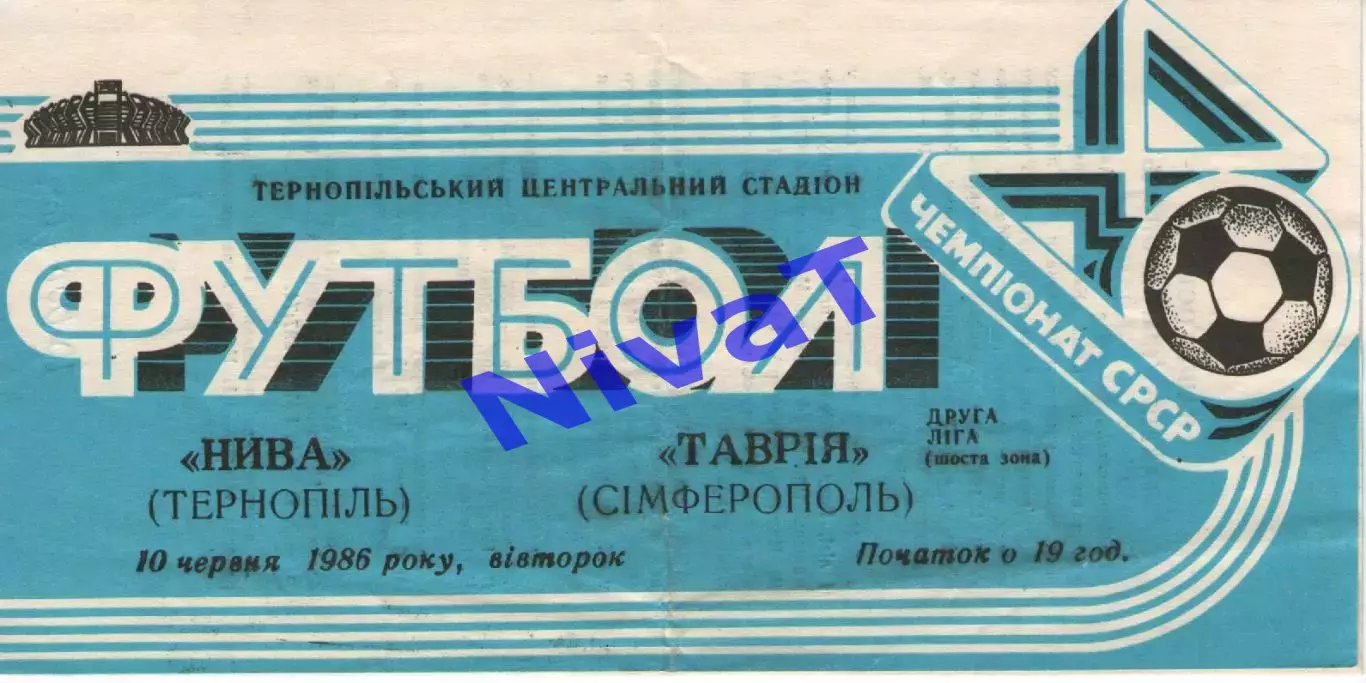 ТЕРНОПІЛЬСЬКИЙ ЦЕНТРАЛЬНИЙ СТАДІОН
ФУТБОЛ
ЧЕМПІОНАТ СРСР
NivaT
«НИВА»
(ТЕРНОПІЛЬ)
«ТАВРІЯ»
(СІМФЕРОПОЛЬ)
ДРУГА
ЛІГА
(шоста зона)
10 червня 1986 року, вівторок
Початок о 19 год.